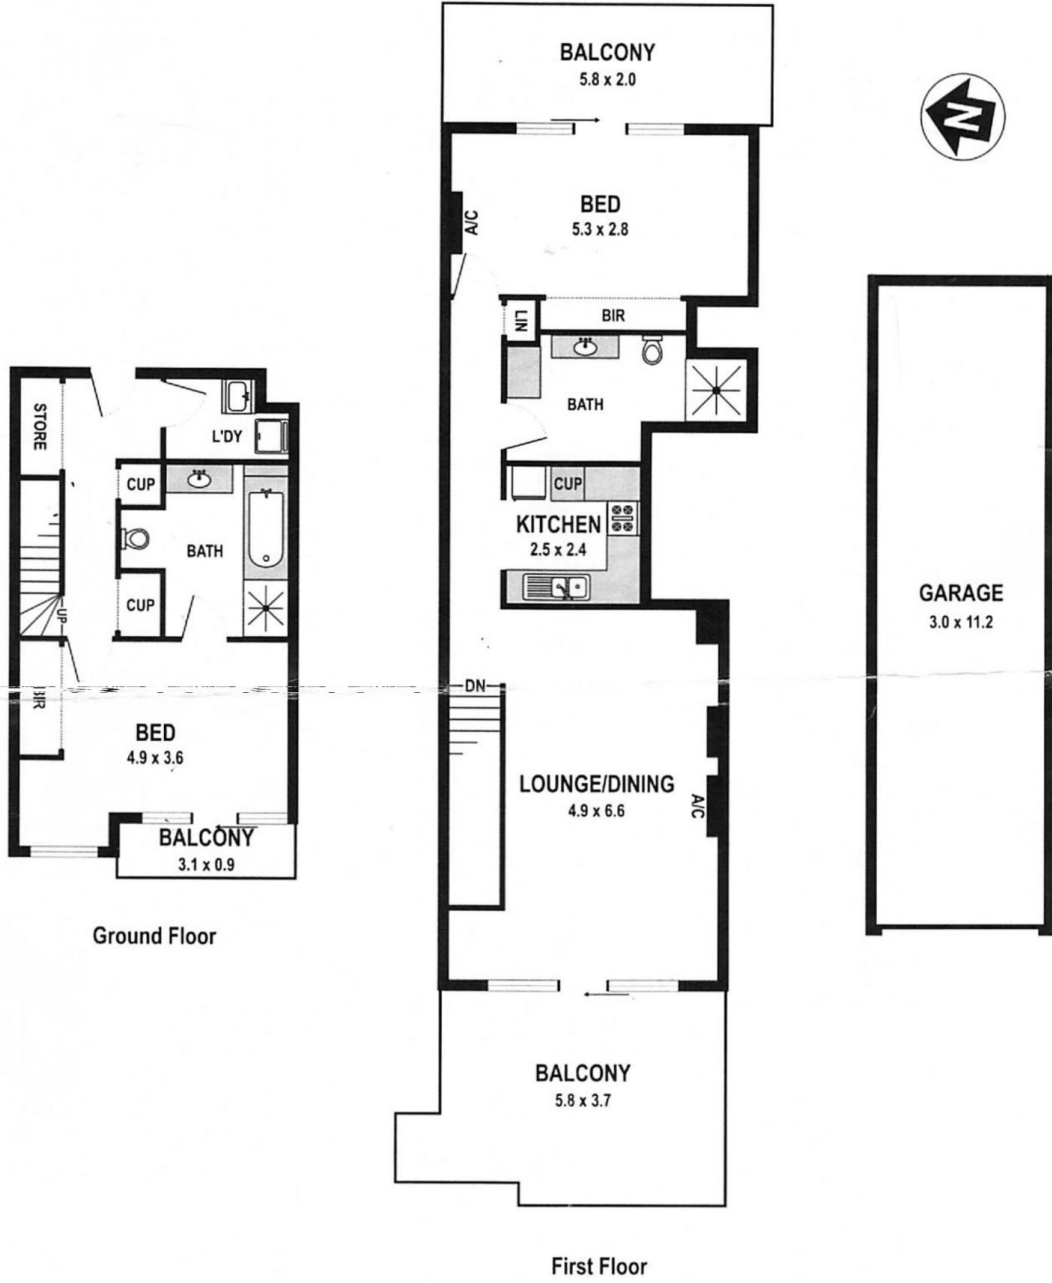 BALCONY
5.8 x 2.0
N
BED
5.3 x 2.8
A/C
LIN
BIR
BATH
CUP
KITCHEN
2.5 x 2.4
DN
LOUNGE/DINING
4.9 x 6.6
A/C
BALCONY
5.8 x 3.7
First Floor
STORE
L'DY
CUP
BATH
CUP
UP
BIR
BED
4.9 x 3.6
BALCONY
3.1 x 0.9
Ground Floor
GARAGE
3.0 x 11.2